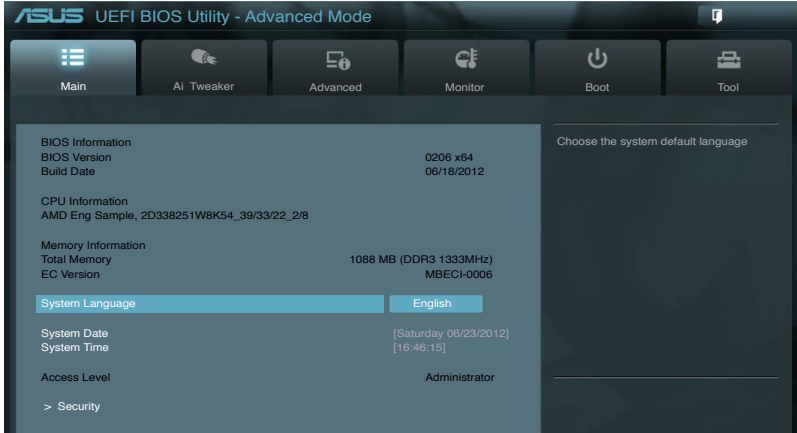 ASUS UEFI BIOS Utility - Advanced Mode
Main Ai Tweaker Advanced Monitor Boot Tool
BIOS Information
BIOS Version 0206 x64
Build Date 06/18/2012
CPU Information
AMD Eng Sample, 2D338251W8K54_39/33/22_2/8
Memory Information
Total Memory 1088 MB (DDR3 1333MHz)
EC Version MBECI-0006
System Language English
System Date [Saturday 06/23/2012]
System Time [16:46:15]
Access Level Administrator
> Security
Choose the system default language